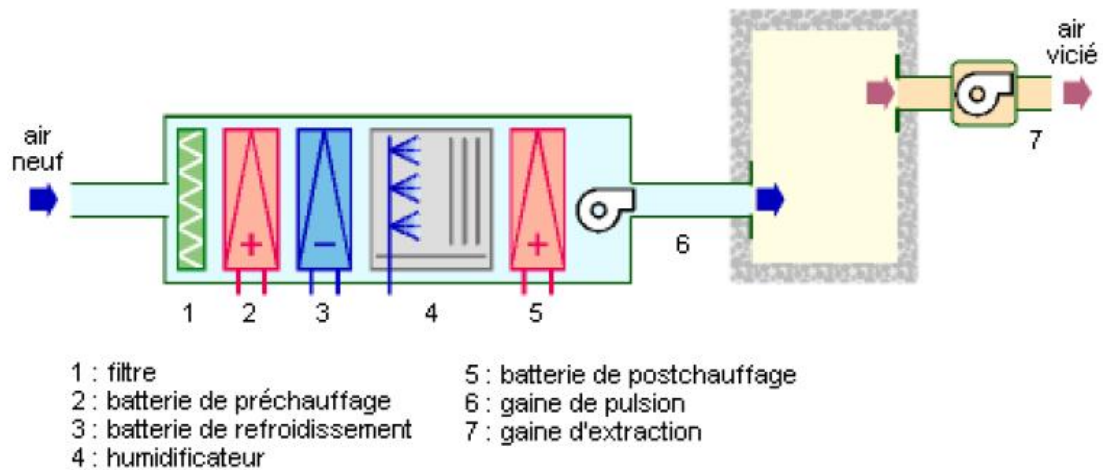 air
neuf
air
vicié
+
−
+
1
2
3
4
5
6
7
1 : filtre
2 : batterie de préchauffage
3 : batterie de refroidissement
4 : humidificateur
5 : batterie de postchauffage
6 : gaine de pulsion
7 : gaine d'extraction